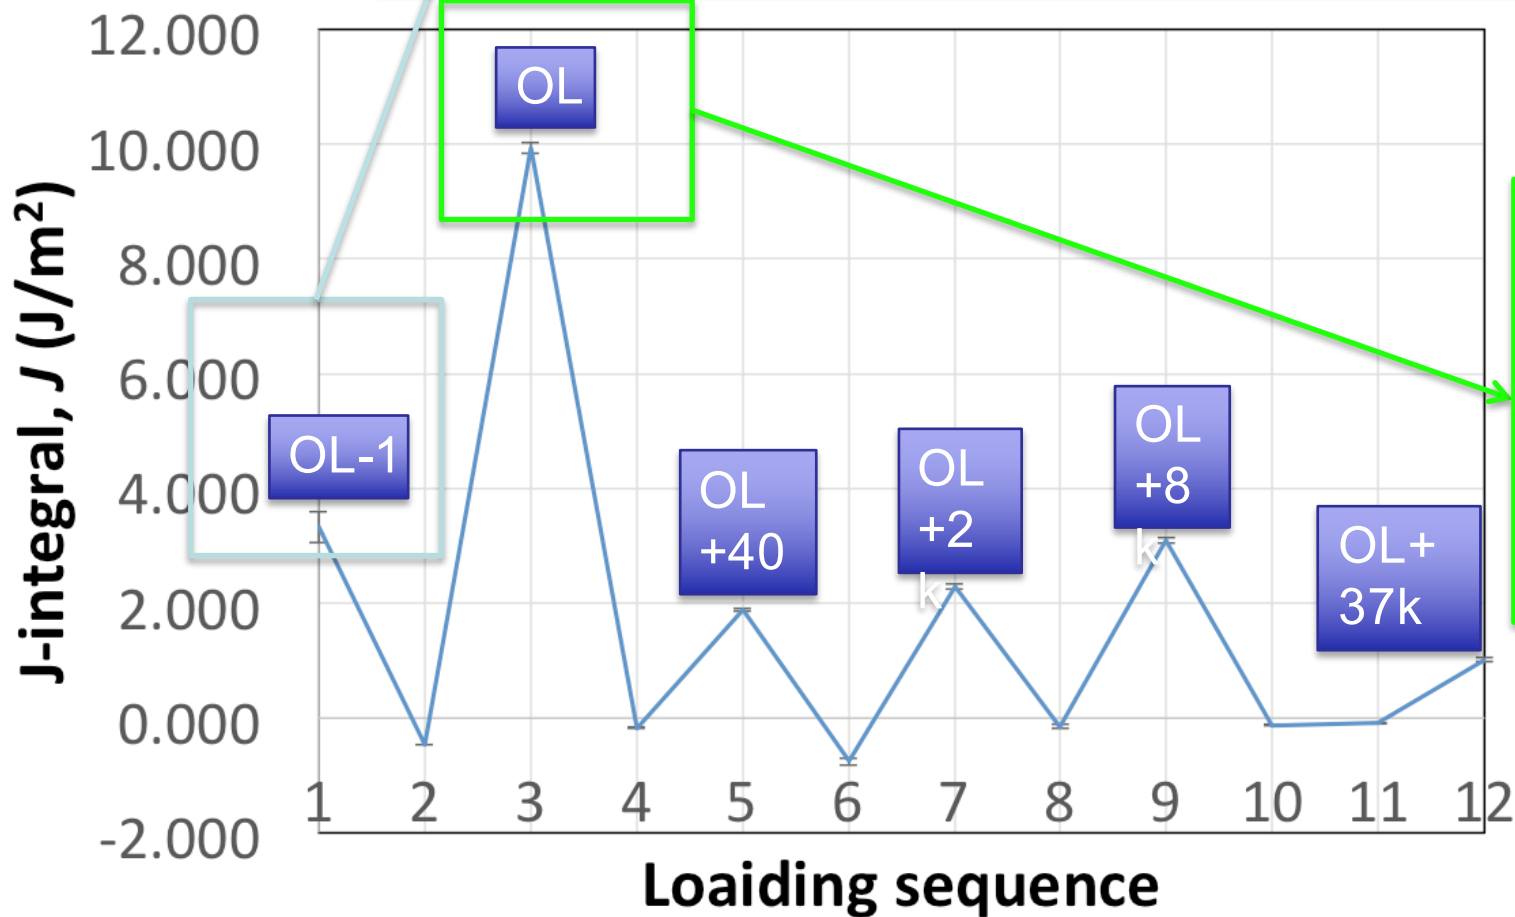 12.000
10.000
8.000
6.000
4.000
2.000
0.000
-2.000
J-integral, J (J/m²)
OL
OL-1
OL
+40
OL
+2
k
OL
+8
k
OL+
37k
1 2 3 4 5 6 7 8 9 10 11 12
Loaiding sequence